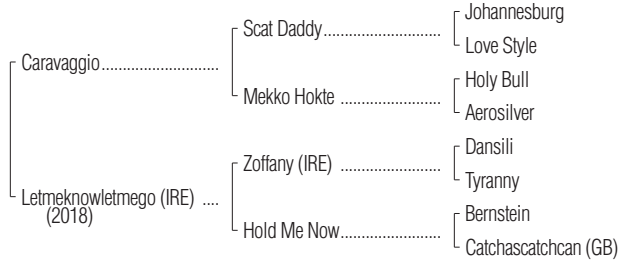 Johannesburg
Scat Daddy
Love Style
Caravaggio
Holy Bull
Mekko Hokte
Aerosilver
Dansili
Zoffany (IRE)
Tyranny
Letmeknowletmego (IRE)
(2018)
Bernstein
Hold Me Now
Catchascatchcan (GB)